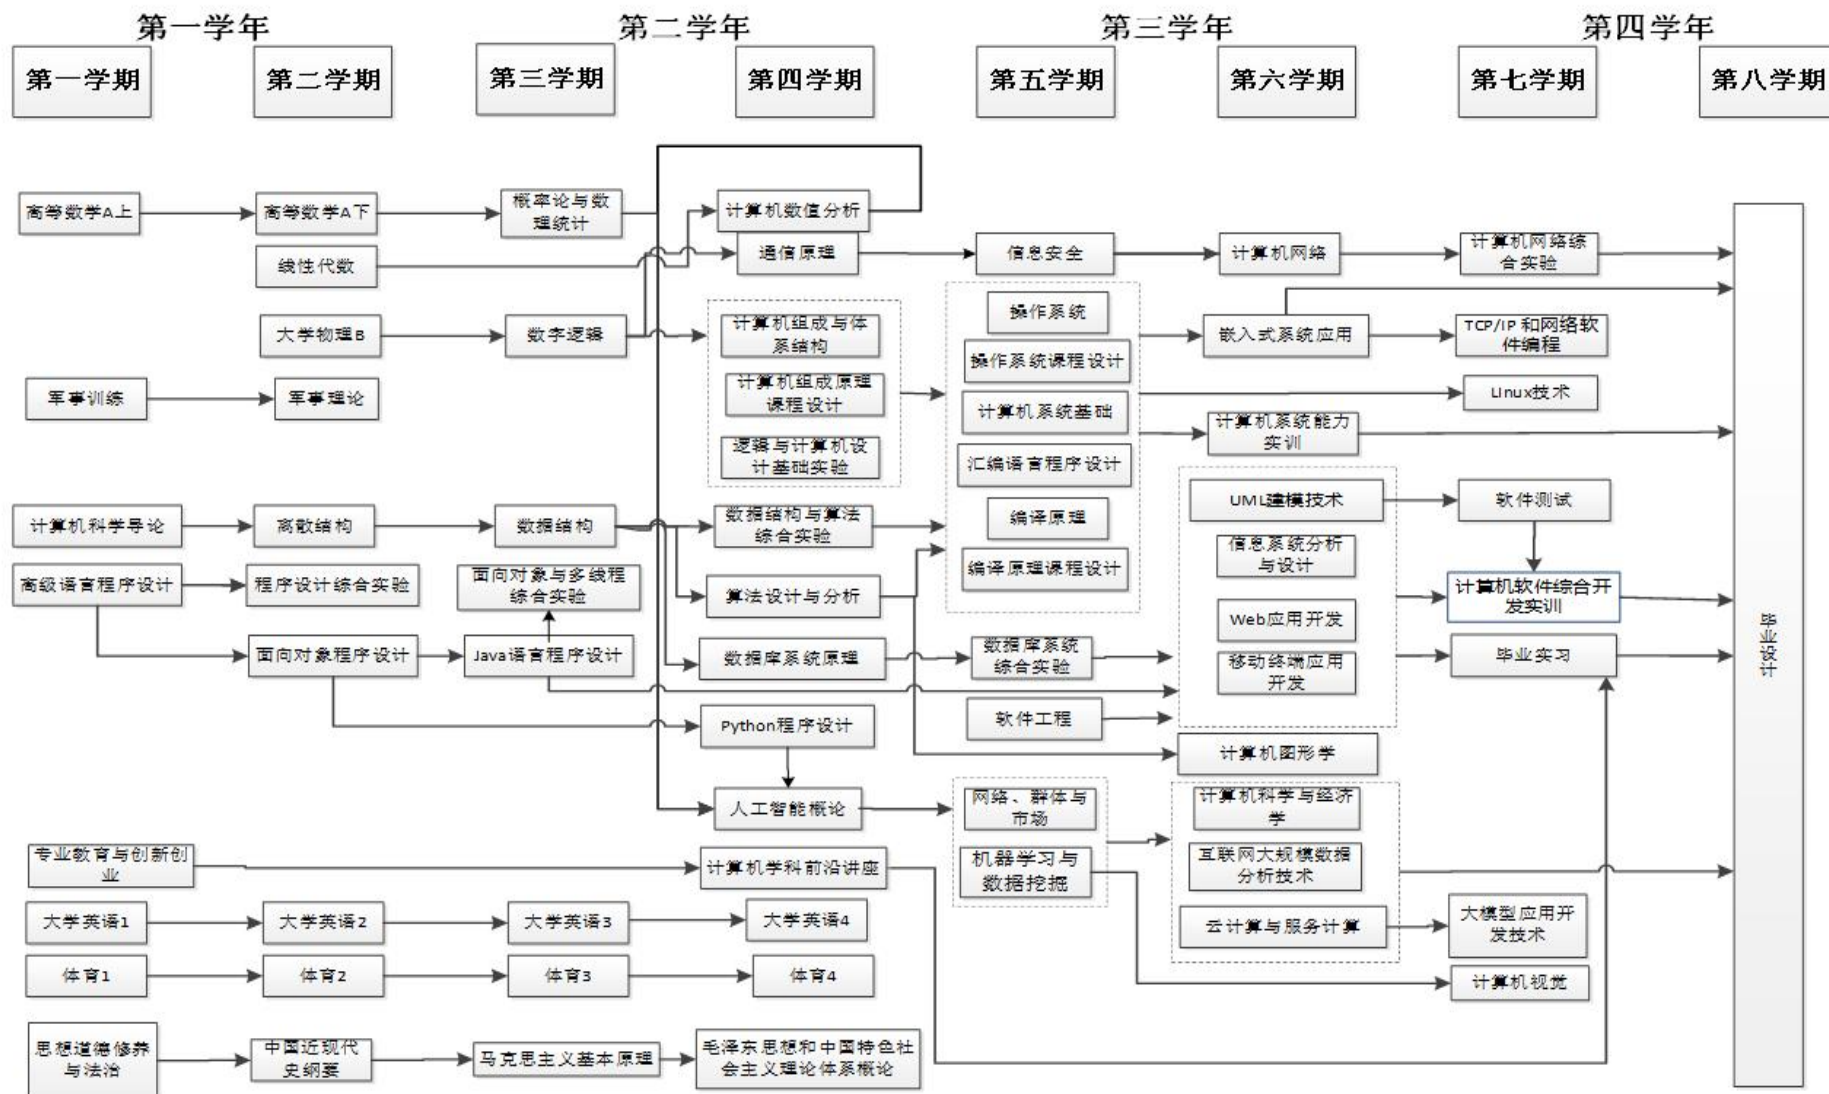 第一学年
第二学年
第三学年
第四学年
第一学期
第二学期
第三学期
第四学期
第五学期
第六学期
第七学期
第八学期
高等数学A上
高等数学A下
概率论与数
理统计
计算机数值分析
线性代数
通信原理
信息安全
计算机网络
计算机网络综
合实验
大学物理B
数字逻辑
计算机组成与体
系结构
计算机组成原理
课程设计
逻辑与计算机设
计基础实验
操作系统
操作系统课程设计
计算机系统基础
汇编语言程序设计
编译原理
编译原理课程设计
嵌入式系统应用
TCP/IP 和网络软
件编程
Linux技术
计算机系统能力
实训
军事训练
军事理论
计算机科学导论
离散结构
数据结构
数据结构与算法
综合实验
UML建模技术
信息系统分析
与设计
Web应用开发
移动终端应用
开发
软件测试
计算机软件综合开
发实训
毕业实习
毕业设计
高级语言程序设计
程序设计综合实验
面向对象与多线程
综合实验
算法设计与分析
面向对象程序设计
Java语言程序设计
数据库系统原理
数据库系统
综合实验
软件工程
Python程序设计
计算机图形学
人工智能概论
网络、群体与
市场
机器学习与
数据挖掘
计算机科学与经济
学
互联网大规模数据
分析技术
云计算与服务计算
大模型应用开
发技术
计算机视觉
专业教育与创新创
业
计算机学科前沿讲座
大学英语1
大学英语2
大学英语3
大学英语4
体育1
体育2
体育3
体育4
思想道德修养
与法治
中国近现代
史纲要
马克思主义基本原理
毛泽东思想和中国特色社
会主义理论体系概论